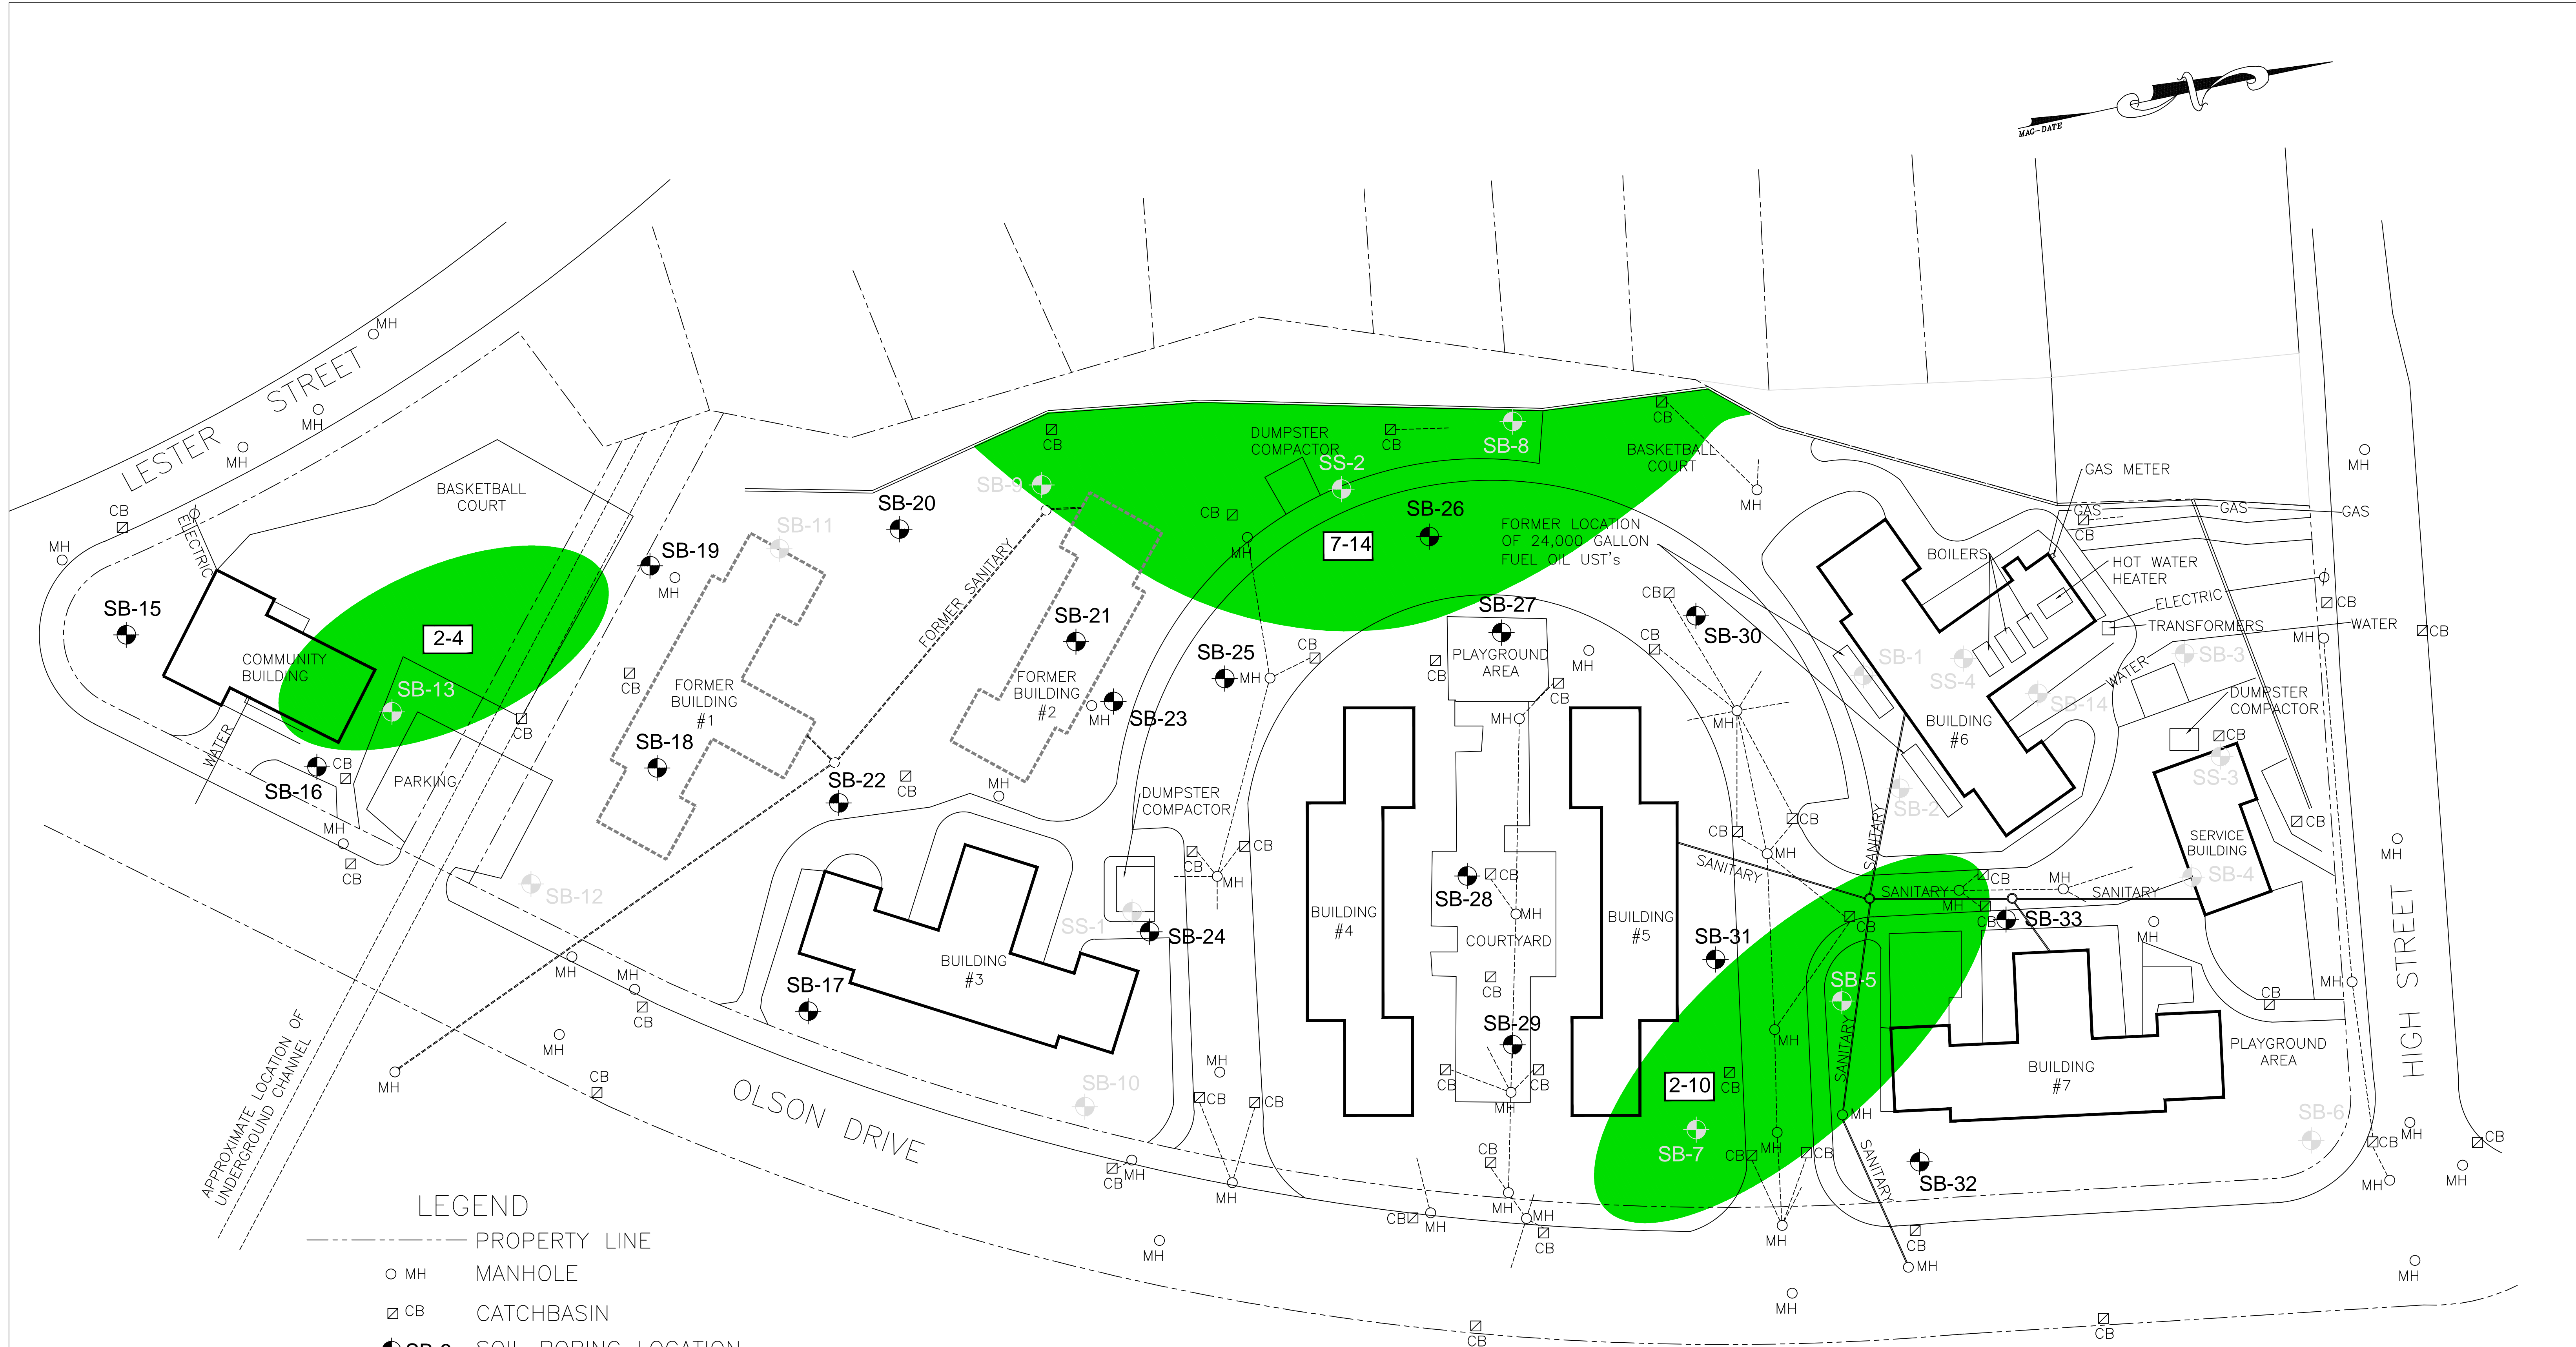 MAG-DATE
N
LESTER STREET
MH
MH
MH
MH
CB
ELECTRIC
BASKETBALL
COURT
SB-15
COMMUNITY
BUILDING
2-4
SB-13
WATER
SB-16
CB
PARKING
MH
CB
CB
SB-12
SB-19
MH
SB-11
SB-20
CB
FORMER
BUILDING
#1
SB-18
FORMER SANITARY
SB-22
CB
SB-9
CB
SB-21
FORMER
BUILDING
#2
MH
SB-23
MH
DUMPSTER
COMPACTOR
SS-2
CB
SB-8
CB
MH
7-14
SB-26
BASKETBALL
COURT
CB
MH
FORMER LOCATION
OF 24,000 GALLON
FUEL OIL UST's
SB-25
MH
CB
SB-27
PLAYGROUND
AREA
CB
CB
MH
MH
CB
CB
SB-30
MH
GAS METER
GAS
GAS
GAS
CB
BOILERS
HOT WATER
HEATER
ELECTRIC
TRANSFORMERS
WATER
WATER
MH
CB
CB
MH
SB-1
SS-4
SB-3
SB-14
DUMPSTER
COMPACTOR
BUILDING
#6
SB-2
CB
SS-3
CB
SERVICE
BUILDING
SB-4
MH
DUMPSTER
COMPACTOR
CB
CB
MH
SS-1
SB-24
BUILDING
#3
SB-17
BUILDING
#4
SB-28
CB
MH
COURTYARD
CB
SB-29
CB
CB
MH
BUILDING
#5
SANITARY
SANITARY
CB
CB
MH
SB-31
CB
SANITARY
CB
MH
MH
SANITARY
CB
SB-33
MH
SB-5
MH
SANITARY
2-10
CB
MH
SB-7
MH
CB
CB
SANITARY
SB-32
BUILDING
#7
PLAYGROUND
AREA
CB
MH
HIGH STREET
SB-6
CB
MH
CB
MH
MH
MH
MH
MH
CB
MH
CB
MH
APPROXIMATE LOCATION OF
UNDERGROUND CHANNEL
OLSON DRIVE
SB-10
MH
CB
CB
CB
MH
MH
MH
CB
MH
CB
MH
MH
CB
MH
CB
MH
MH
CB
CB
CB
LEGEND
PROPERTY LINE
MH MANHOLE
CB CATCHBASIN
SOIL BORING LOCATION